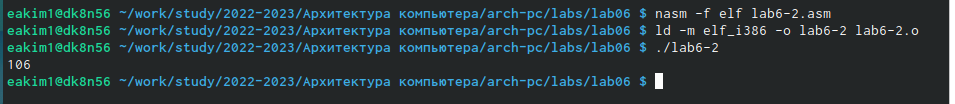 eakim1@dk8n56 ~/work/study/2022-2023/Архитектура компьютера/arch-pc/labs/lab06 $ nasm -f elf lab6-2.asm
eakim1@dk8n56 ~/work/study/2022-2023/Архитектура компьютера/arch-pc/labs/lab06 $ ld -m elf_i386 -o lab6-2 lab6-2.o
eakim1@dk8n56 ~/work/study/2022-2023/Архитектура компьютера/arch-pc/labs/lab06 $ ./lab6-2
106
eakim1@dk8n56 ~/work/study/2022-2023/Архитектура компьютера/arch-pc/labs/lab06 $